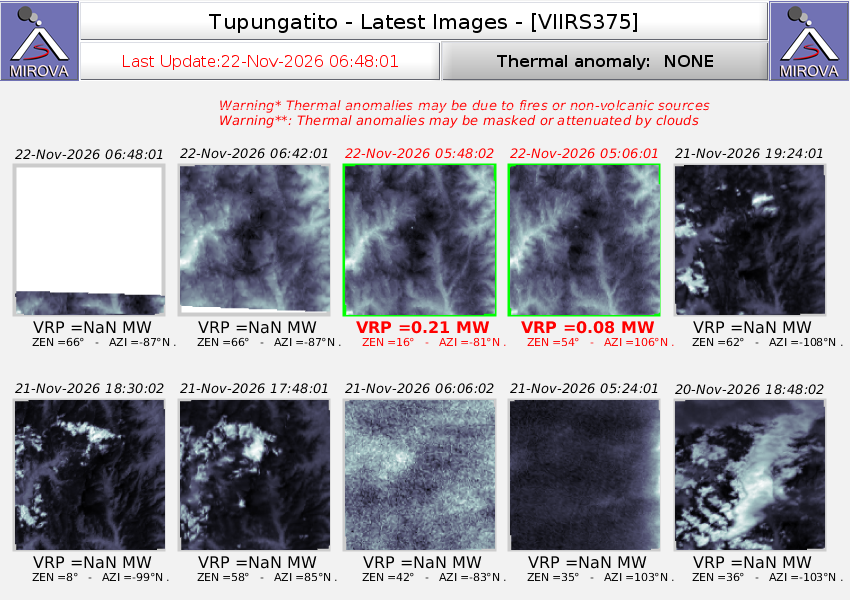 Tupungatito - Latest Images - [VIIRS375]
MIROVA
Last Update:22-Nov-2026 06:48:01
Thermal anomaly: NONE
MIROVA
Warning* Thermal anomalies may be due to fires or non-volcanic sources
Warning**: Thermal anomalies may be masked or attenuated by clouds
22-Nov-2026 06:48:01 22-Nov-2026 06:42:01 22-Nov-2026 05:48:02 22-Nov-2026 05:06:01 21-Nov-2026 19:24:01
VRP =NaN MW VRP =NaN MW VRP =0.21 MW VRP =0.08 MW VRP =NaN MW
ZEN =66° - AZI =-87°N . ZEN =66° - AZI =-87°N . ZEN =16° - AZI =-81°N . ZEN =54° - AZI =106°N . ZEN =62° - AZI =-108°N .
21-Nov-2026 18:30:02 21-Nov-2026 17:48:01 21-Nov-2026 06:06:02 21-Nov-2026 05:24:01 20-Nov-2026 18:48:02
VRP =NaN MW VRP =NaN MW VRP =NaN MW VRP =NaN MW VRP =NaN MW
ZEN =8° - AZI =-99°N . ZEN =58° - AZI =85°N . ZEN =42° - AZI =-83°N . ZEN =35° - AZI =103°N . ZEN =36° - AZI =-103°N .